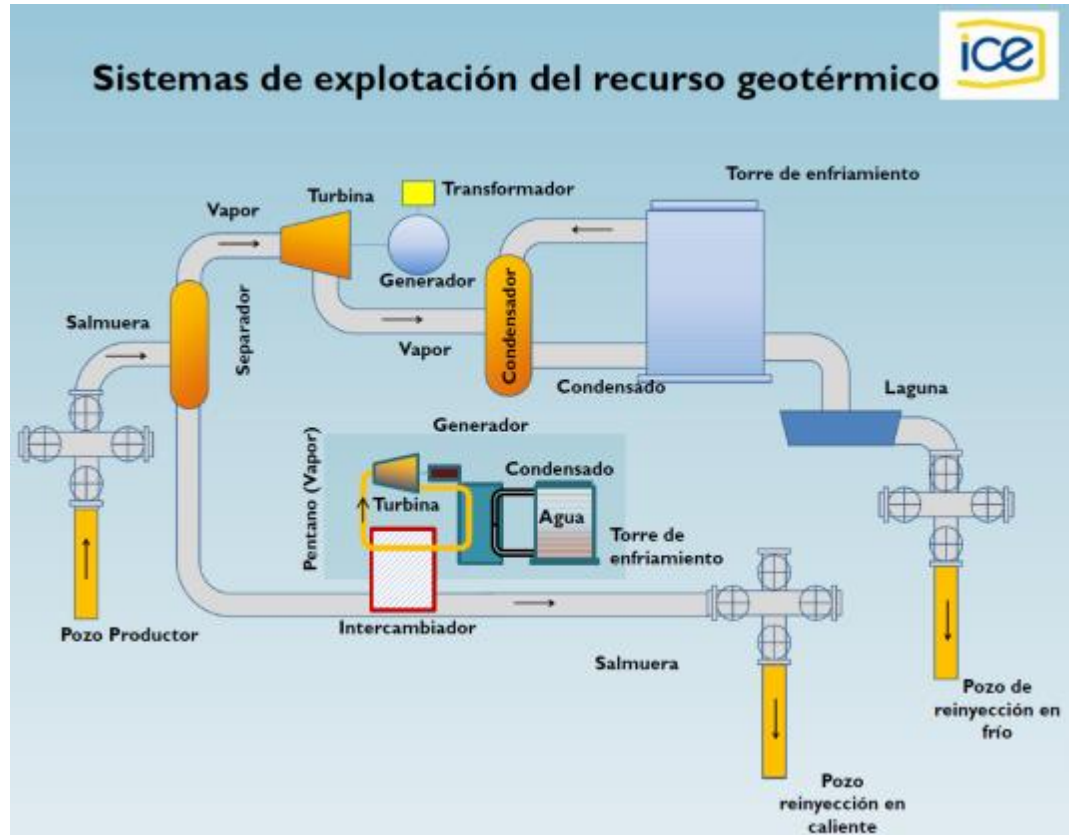 ice
Sistemas de explotación del recurso geotérmico
Torre de enfriamiento
Transformador
Turbina
Vapor
Generador
Separador
Condensador
Salmuera
Vapor
Condensado
Laguna
Generador
Pentano (Vapor)
Condensado
Turbina
Agua
Torre de
enfriamiento
Intercambiador
Pozo Productor
Salmuera
Pozo de
reinyección en
frío
Pozo
reinyección en
caliente